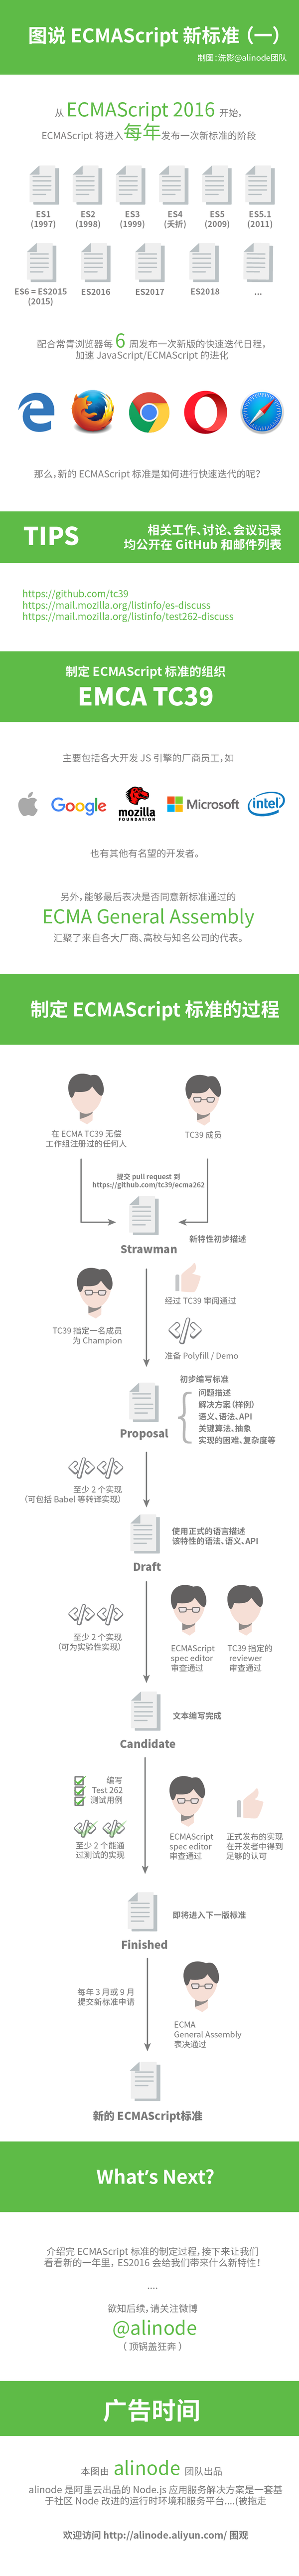 图说 ECMAScript 新标准（一）
制图：洗影@alinode团队
从 ECMAScript 2016 开始，
ECMAScript 将进入每年发布一次新标准的阶段
ES1 ES2 ES3 ES4 ES5 ES5.1
(1997) (1998) (1999) (夭折) (2009) (2011)
ES6 = ES2015 ES2016 ES2017 ES2018 ...
(2015)
配合常青浏览器每 6 周发布一次新版的快速迭代日程，
加速 JavaScript/ECMAScript 的进化
那么，新的 ECMAScript 标准是如何进行快速迭代的呢？
TIPS
相关工作、讨论、会议记录
均公开在 GitHub 和邮件列表
https://github.com/tc39
https://mail.mozilla.org/listinfo/es-discuss
https://mail.mozilla.org/listinfo/test262-discuss
制定 ECMAScript 标准的组织
EMCA TC39
主要包括各大开发 JS 引擎的厂商员工，如
Google mozilla Microsoft intel
FOUNDATION
也有其他有名望的开发者。
另外，能够最后表决是否同意新标准通过的
ECMA General Assembly
汇聚了来自各大厂商、高校与知名公司的代表。
制定 ECMAScript 标准的过程
在 ECMA TC39 无偿
工作组注册过的任何人
TC39 成员
提交 pull request 到
https://github.com/tc39/ecma262
新特性初步描述
Strawman
经过 TC39 审阅通过
TC39 指定一名成员
为 Champion
准备 Polyfill / Demo
初步编写标准
问题描述
解决方案（样例）
语义、语法、API
关键算法、抽象
实现的困难、复杂度等
Proposal
至少 2 个实现
（可包括 Babel 等转译实现）
使用正式的语言描述
该特性的语法、语义、API
Draft
至少 2 个实现
（可为实验性实现）
ECMAScript
spec editor
审查通过
TC39 指定的
reviewer
审查通过
文本编写完成
Candidate
编写
Test 262
测试用例
至少 2 个能通
过测试的实现
ECMAScript
spec editor
审查通过
正式发布的实现
在开发者中得到
足够的认可
即将进入下一版标准
Finished
每年 3 月或 9 月
提交新标准申请
ECMA
General Assembly
表决通过
新的 ECMAScript标准
What's Next?
介绍完 ECMAScript 标准的制定过程，接下来让我们
看看新的一年里，ES2016 会给我们带来什么新特性！
....
欲知后续，请关注微博
@alinode
（ 顶锅盖狂奔 ）
广告时间
本图由 alinode 团队出品
alinode 是阿里云出品的 Node.js 应用服务解决方案是一套基
于社区 Node 改进的运行时环境和服务平台....(被拖走
欢迎访问 http://alinode.aliyun.com/ 围观